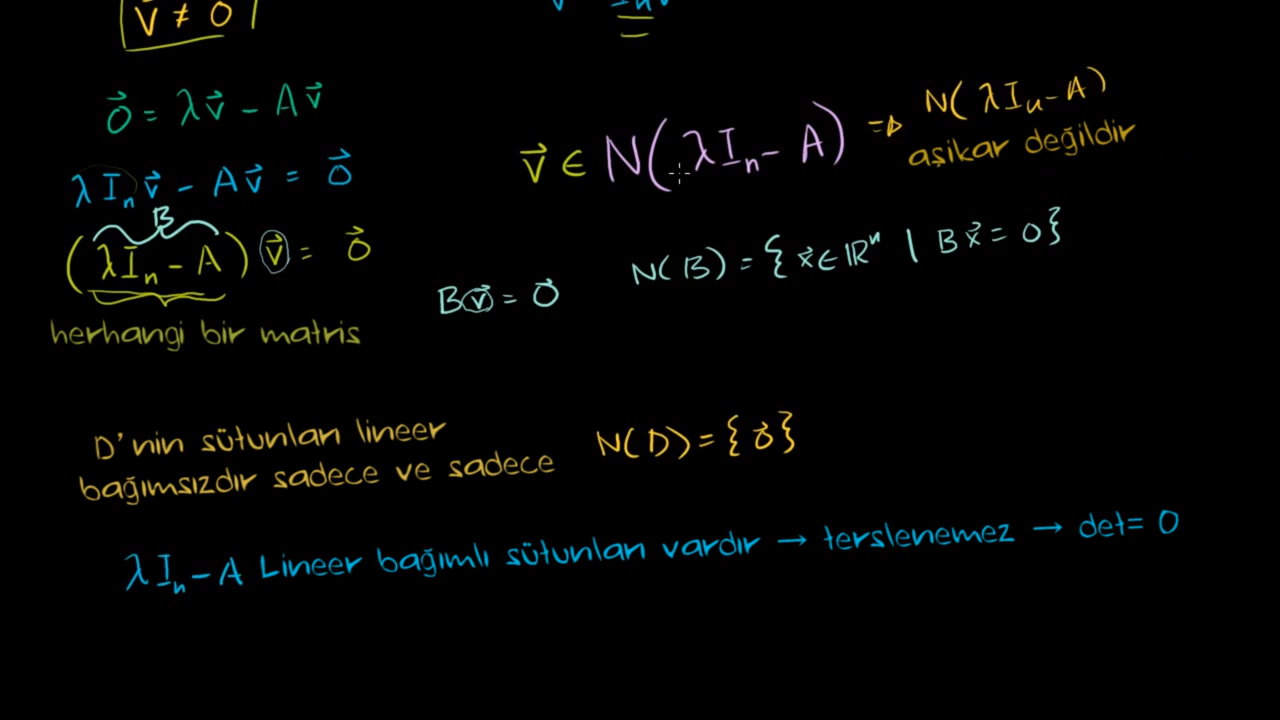 v⃗ ≠ 0
0⃗ = λv⃗ - Av⃗
λIₙv⃗ - Av⃗ = 0⃗
B
(λIₙ - A) v⃗ = 0⃗
herhangi bir matris
v⃗ ∈ N(λIₙ - A) ⇒ N(λIₙ - A)
aşikar değildir
N(B) = {x⃗ ∈ ℝⁿ | Bx⃗ = 0}
Bv⃗ = 0⃗
D'nin sütunları lineer
bağımsızdır sadece ve sadece
N(D) = {0⃗}
λIₙ - A Lineer bağımlı sütunları vardır → terslenemez → det = 0